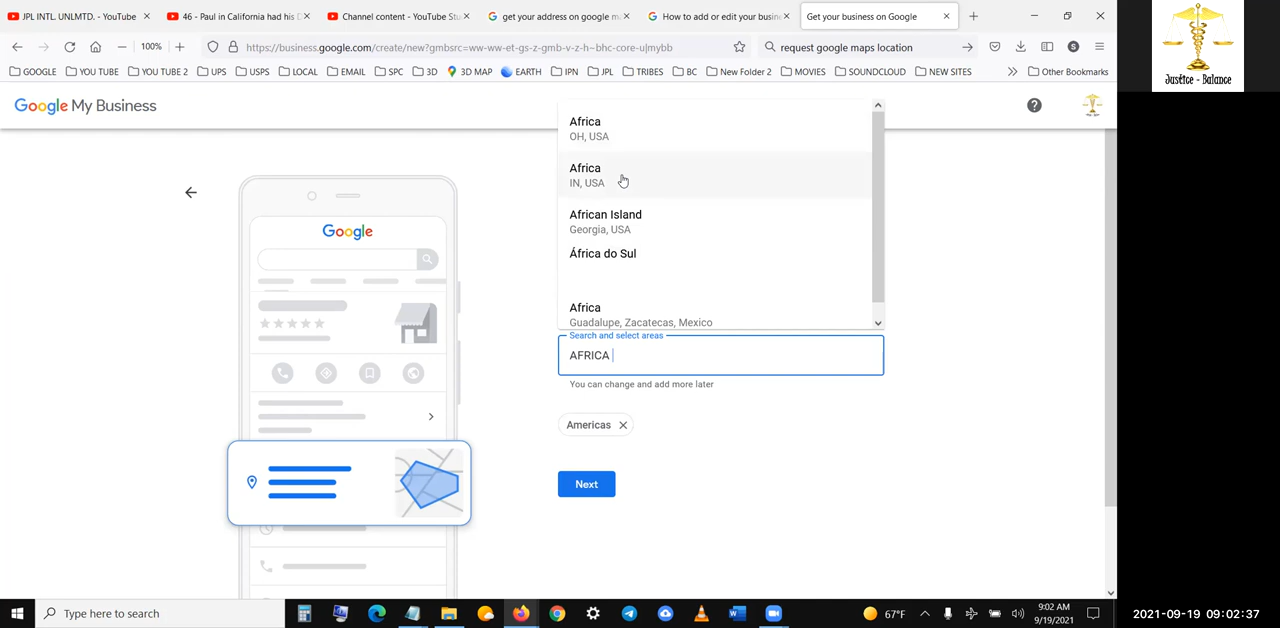 JPL INTL. UNLMTD. - YouTube
46 - Paul in California had his D
Channel content - YouTube Stu
get your address on google ma
How to add or edit your busine
Get your business on Google
100%
https://business.google.com/create/new?gmbsrc=ww-ww-et-gs-z-gmb-v-z-h~bhc-core-u|mybb
request google maps location
S
GOOGLE
YOU TUBE
YOU TUBE 2
UPS
USPS
LOCAL
EMAIL
SPC
3D
3D MAP
EARTH
IPN
JPL
TRIBES
BC
New Folder 2
MOVIES
SOUNDCLOUD
NEW SITES
Other Bookmarks
Justice - Balance
Google My Business
Google
Africa
OH, USA
Africa
IN, USA
African Island
Georgia, USA
África do Sul
Africa
Guadalupe, Zacatecas, Mexico
Search and select areas
AFRICA
You can change and add more later
Americas
Next
Type here to search
67°F
9:02 AM
9/19/2021
2021-09-19 09:02:37